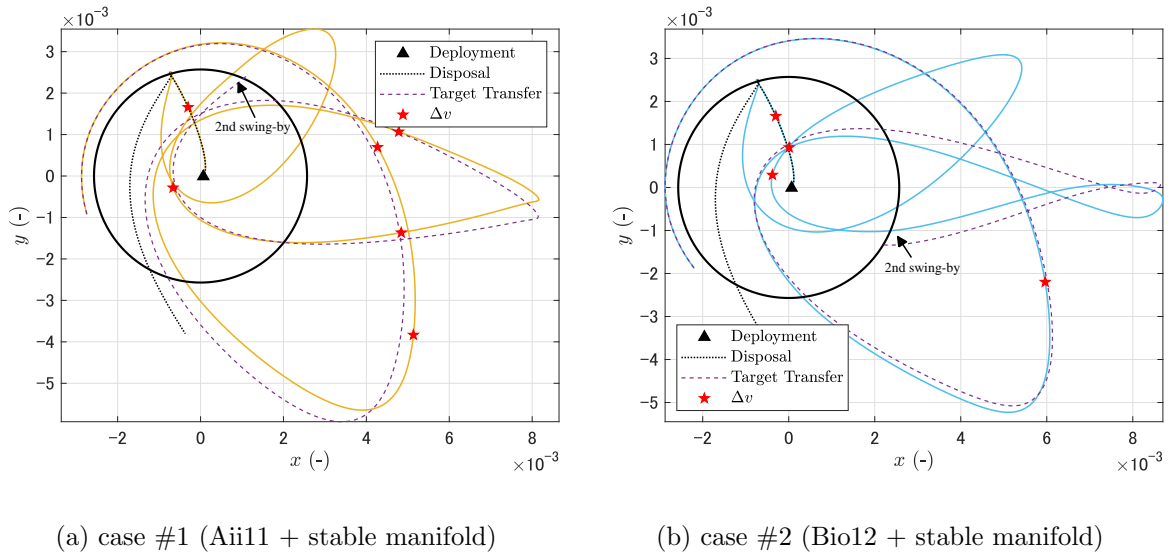 ×10⁻³
3
2
1
0
−1
−2
−3
−4
−5
y (-)
Deployment
Disposal
Target Transfer
Δv
2nd swing-by
−2
0
2
4
6
8
x (-)
×10⁻³
(a) case #1 (Aii11 + stable manifold)
×10⁻³
3
2
1
0
−1
−2
−3
−4
−5
y (-)
2nd swing-by
Deployment
Disposal
Target Transfer
Δv
−2
0
2
4
6
8
x (-)
×10⁻³
(b) case #2 (Bio12 + stable manifold)